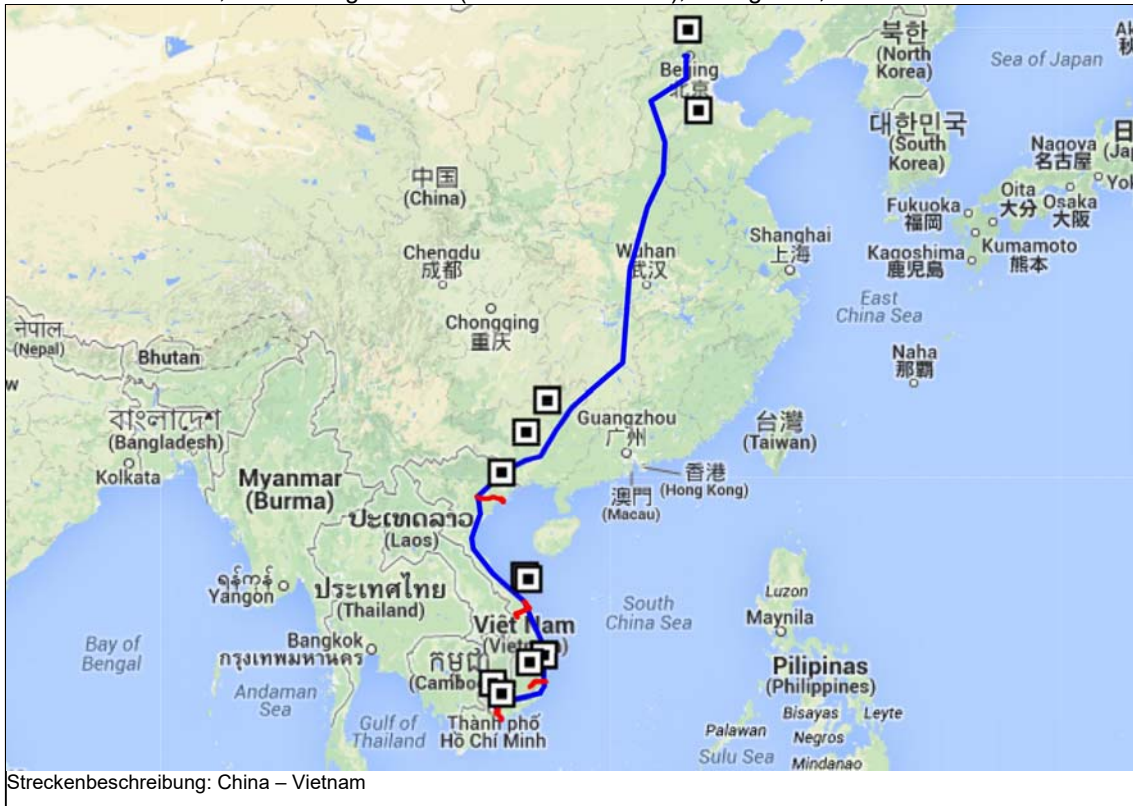 북한
(North
Korea)
Sea of Japan
Beijing
北京
대한민국
(South
Korea)
Nagoya
名古屋
中国
(China)
Fukuoka
福岡
Oita
大分
Osaka
大阪
Chengdu
成都
Wuhan
武汉
Shanghai
上海
Kagoshima
鹿児島
Kumamoto
熊本
East
China Sea
Chongqing
重庆
नेपाल
(Nepal)
Bhutan
Naha
那覇
বাংলাদেশ
(Bangladesh)
Guangzhou
广州
台灣
(Taiwan)
Kolkata
Myanmar
(Burma)
香港
(Hong Kong)
澳門
(Macau)
ປະເທດລາວ
(Laos)
ရန်ကုန်
Yangon
ประเทศไทย
(Thailand)
Luzon
South
China Sea
Maynila
Việt Nam
Bay of
Bengal
Bangkok
กรุงเทพมหานคร
Pilipinas
(Philippines)
Andaman
Sea
Gulf of
Thailand
Thành phố
Hồ Chí Minh
Bisayas
Leyte
Palawan
Negros
Sulu Sea
Mindanao
Streckenbeschreibung: China – Vietnam